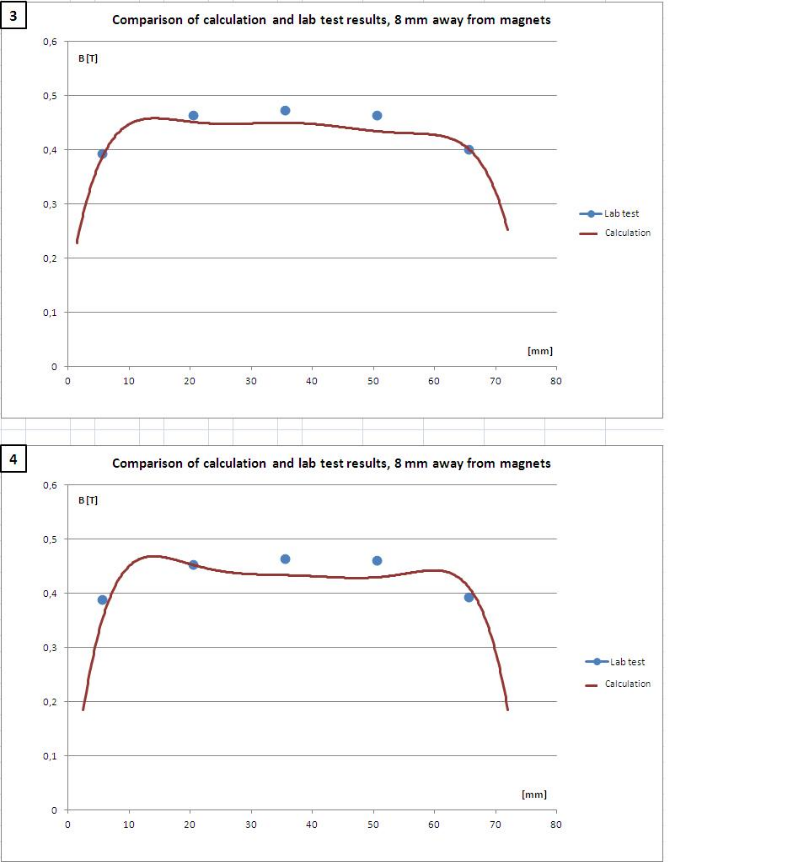 3
Comparison of calculation and lab test results, 8 mm away from magnets
0,6
B [T]
0,5
0,4
0,3
Lab test
Calculation
0,2
0,1
[mm]
0
0 10 20 30 40 50 60 70 80
4
Comparison of calculation and lab test results, 8 mm away from magnets
0,6
B [T]
0,5
0,4
0,3
Lab test
Calculation
0,2
0,1
[mm]
0
0 10 20 30 40 50 60 70 80